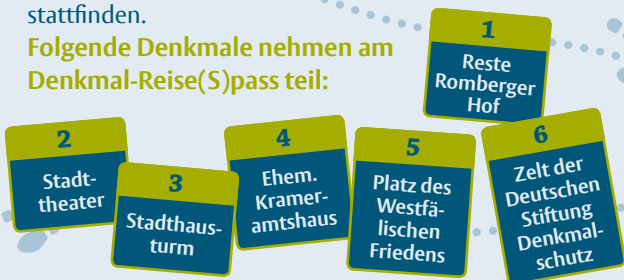 stattfinden.
Folgende Denkmale nehmen am
Denkmal-Reise(S)pass teil:
1
Reste
Romberger
Hof
2
Stadt-
theater
3
Stadthaus-
turm
4
Ehem.
Kramer-
amtshaus
5
Platz des
Westfä-
lischen
Friedens
6
Zelt der
Deutschen
Stiftung
Denkmal-
schutz